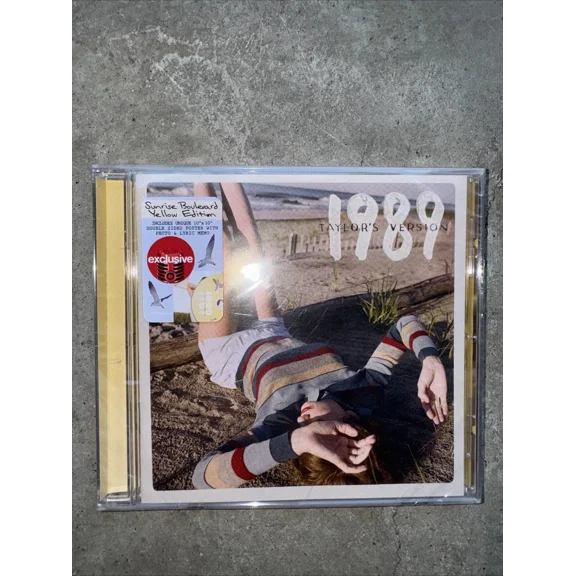 Sunrise Boulevard
Yellow Edition
INCLUDES UNIQUE 10"x10"
DOUBLE SIDED POSTER WITH
PHOTO & LYRIC MEMO
exclusive
1989
TAYLOR'S VERSION